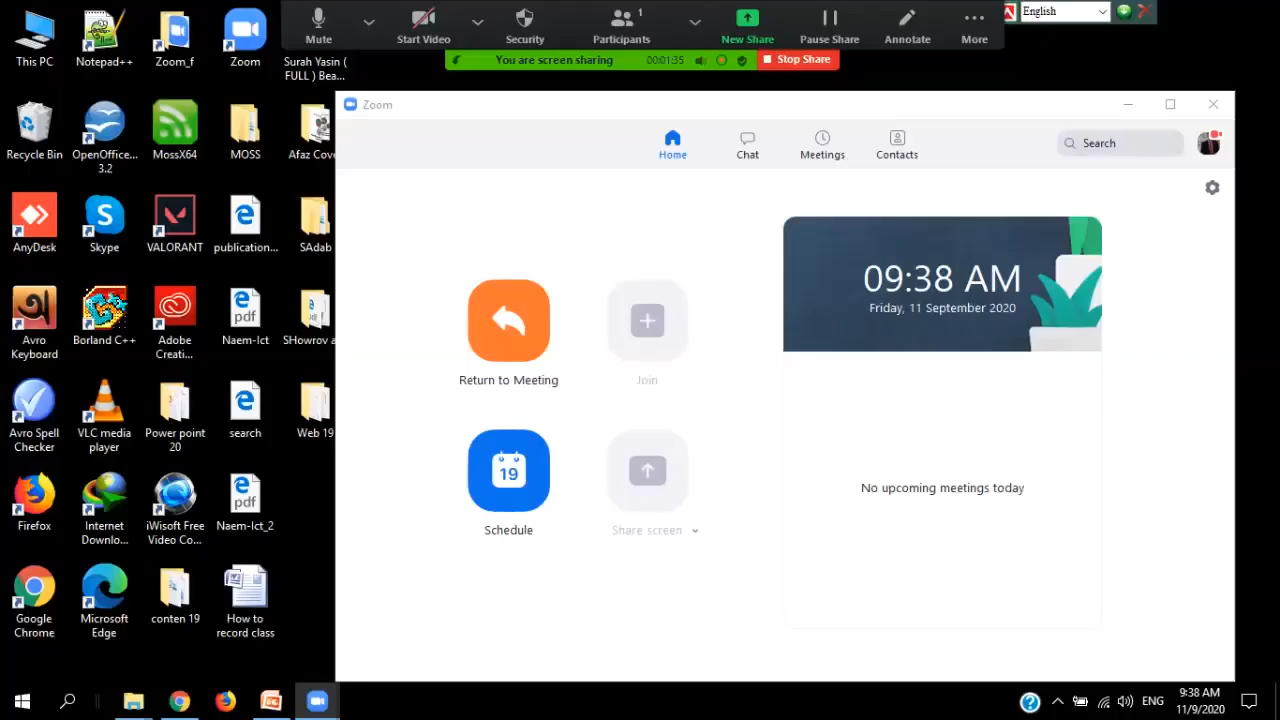 Mute
Start Video
Security
1
Participants
New Share
Pause Share
Annotate
More
English
You are screen sharing
00:01:35
Stop Share
This PC
Notepad++
Zoom_f
Zoom
Surah Yasin (
FULL ) Bea...
Recycle Bin
OpenOffice....
3.2
MossX64
MOSS
Afaz Cove
AnyDesk
Skype
VALORANT
publication...
SAdab
Avro
Keyboard
Borland C++
Adobe
Creati...
Naem-Ict
SHowrov a
Avro Spell
Checker
VLC media
player
Power point
20
search
Web 19
Firefox
Internet
Downlo...
iWisoft Free
Video Co...
Naem-Ict_2
Google
Chrome
Microsoft
Edge
conten 19
How to
record class
Zoom
Home
Chat
Meetings
Contacts
Search
Return to Meeting
Join
19
Schedule
Share screen
09:38 AM
Friday, 11 September 2020
No upcoming meetings today
ENG
9:38 AM
11/9/2020